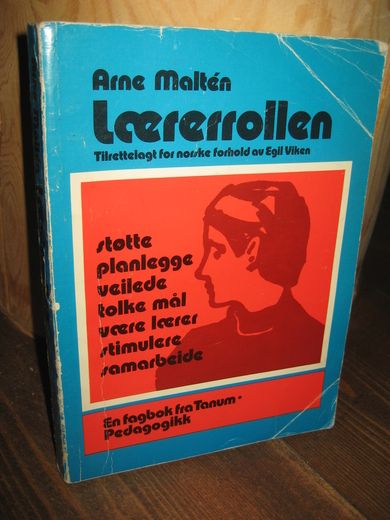 Arne Maltén
Lærerrollen
Tilrettelagt for norske forhold av Egil Viken
støtte
planlegge
veilede
tolke mål
være lærer
stimulere
samarbeide
En fagbok fra Tanum ·
Pedagogikk